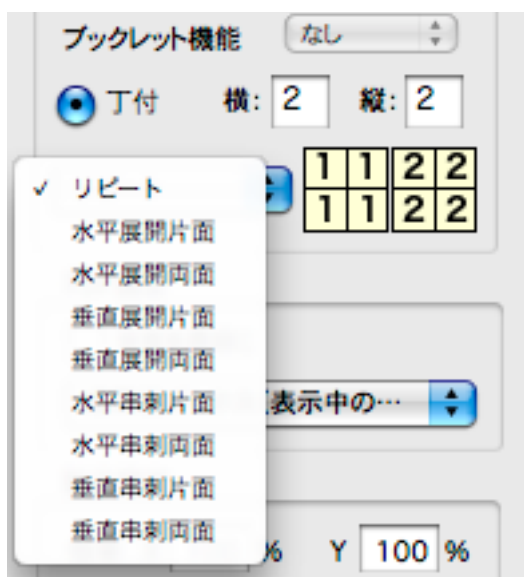 ブックレット機能 なし
丁付 横: 2 縦: 2
✓ リピート
1 1 2 2
1 1 2 2
水平展開片面
水平展開両面
垂直展開片面
垂直展開両面
表示中の…
水平串刺片面
水平串刺両面
垂直串刺片面
垂直串刺両面
% Y 100 %